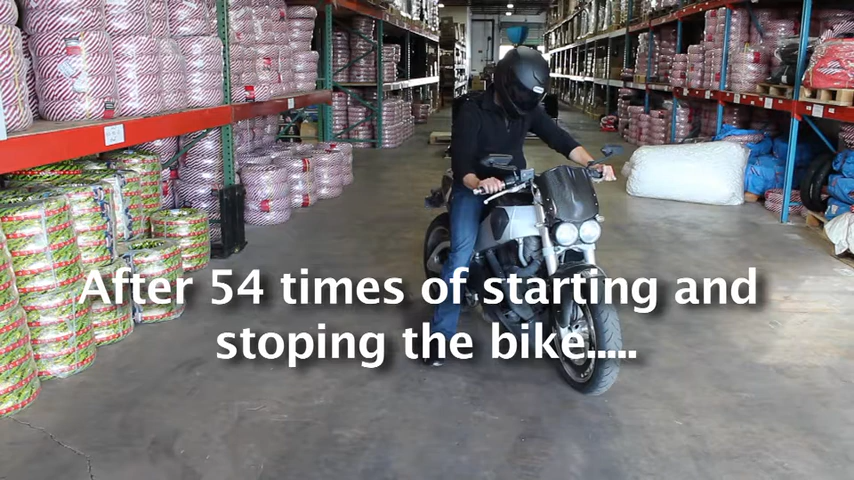 After 54 times of starting and
stoping the bike.....